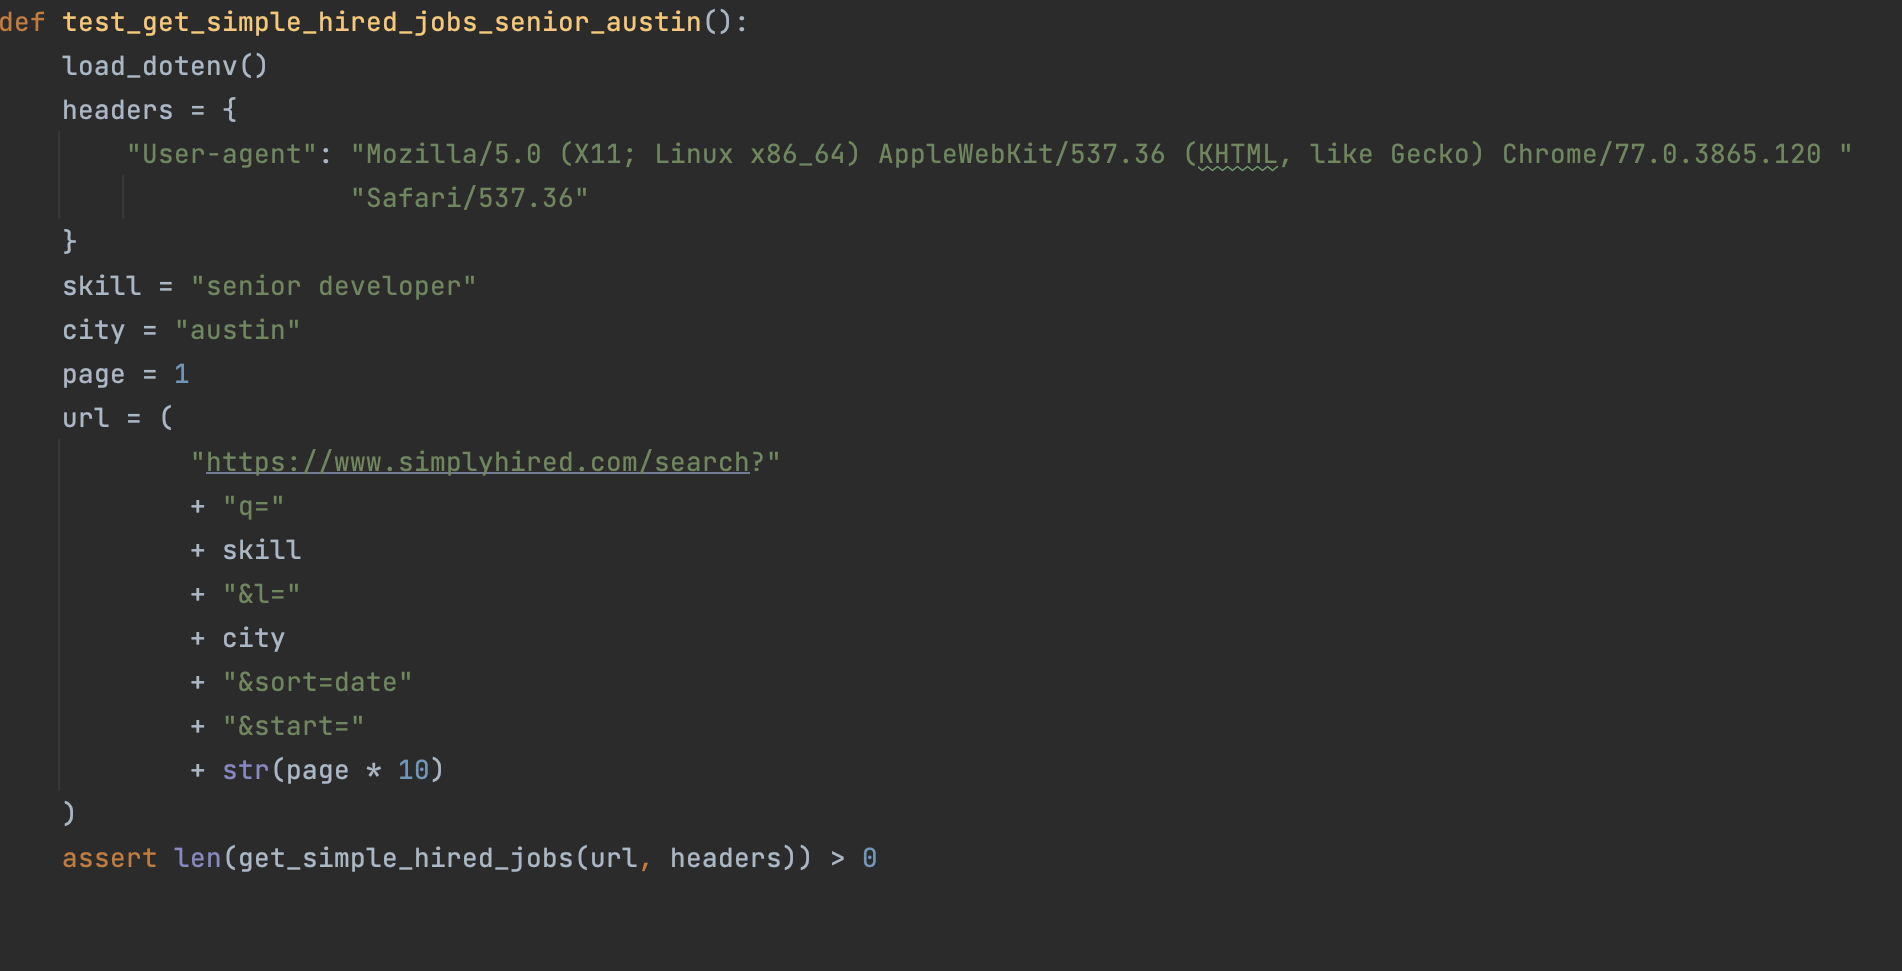 def test_get_simple_hired_jobs_senior_austin():
    load_dotenv()
    headers = {
        "User-agent": "Mozilla/5.0 (X11; Linux x86_64) AppleWebKit/537.36 (KHTML, like Gecko) Chrome/77.0.3865.120 "
                      "Safari/537.36"
    }
    skill = "senior developer"
    city = "austin"
    page = 1
    url = (
            "https://www.simplyhired.com/search?"
            + "q="
            + skill
            + "&l="
            + city
            + "&sort=date"
            + "&start="
            + str(page * 10)
    )
    assert len(get_simple_hired_jobs(url, headers)) > 0